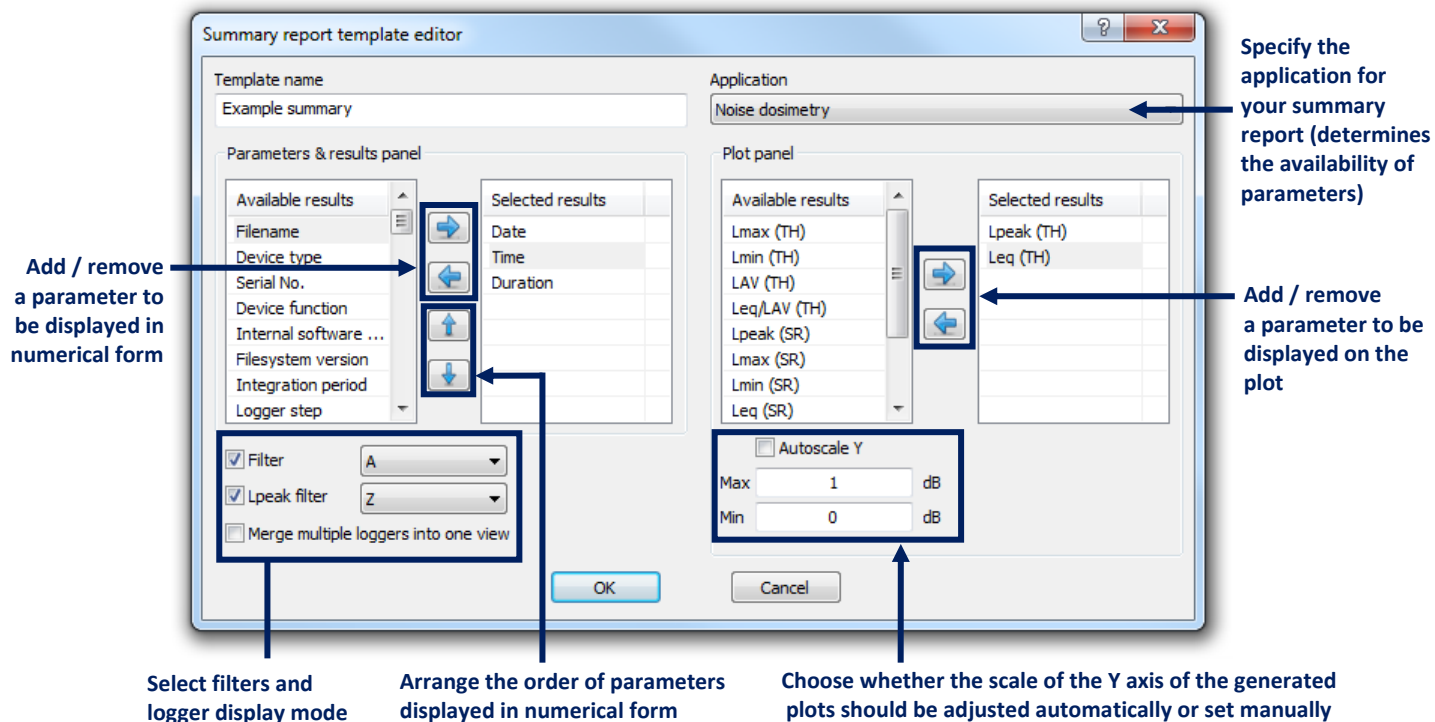 Summary report template editor
Template name
Example summary
Application
Noise dosimetry
Parameters & results panel
Available results
Filename
Device type
Serial No.
Device function
Internal software ...
Filesystem version
Integration period
Logger step
Selected results
Date
Time
Duration
Filter
A
Lpeak filter
Z
Merge multiple loggers into one view
Plot panel
Available results
Lmax (TH)
Lmin (TH)
LAV (TH)
Leq/LAV (TH)
Lpeak (SR)
Lmax (SR)
Lmin (SR)
Leq (SR)
Selected results
Lpeak (TH)
Leq (TH)
Autoscale Y
Max 1 dB
Min 0 dB
OK
Cancel
Specify the
application for
your summary
report (determines
the availability of
parameters)
Add / remove
a parameter to
be displayed in
numerical form
Add / remove
a parameter to be
displayed on the
plot
Select filters and
logger display mode
Arrange the order of parameters
displayed in numerical form
Choose whether the scale of the Y axis of the generated
plots should be adjusted automatically or set manually